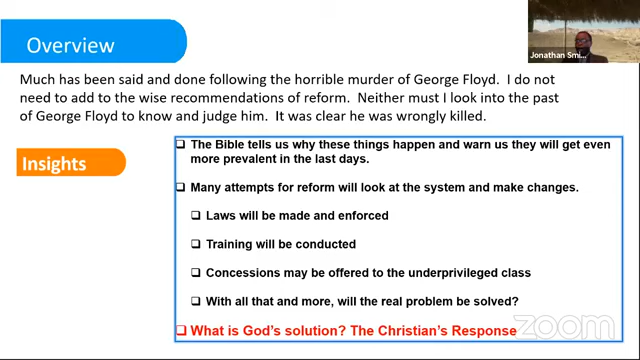 Overview
Jonathan Smi...
Much has been said and done following the horrible murder of George Floyd.  I do not
need to add to the wise recommendations of reform.  Neither must I look into the past
of George Floyd to know and judge him.  It was clear he was wrongly killed.
Insights
The Bible tells us why these things happen and warn us they will get even
more prevalent in the last days.
Many attempts for reform will look at the system and make changes.
Laws will be made and enforced
Training will be conducted
Concessions may be offered to the underprivileged class
With all that and more, will the real problem be solved?
What is God's solution? The Christian's Response
zoom